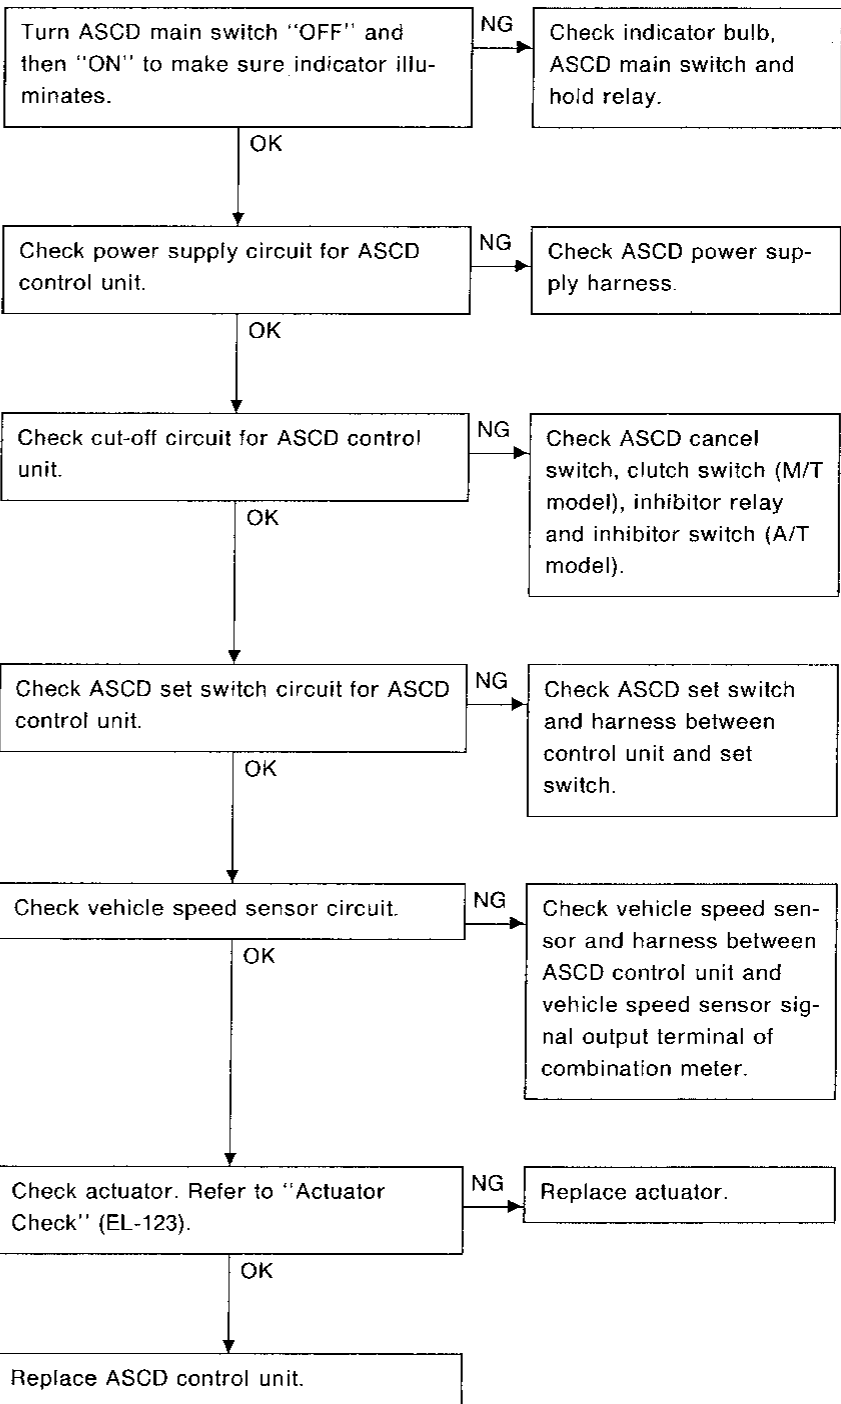 Turn ASCD main switch "OFF" and
then "ON" to make sure indicator illu-
minates.
NG
Check indicator bulb,
ASCD main switch and
hold relay.
OK
Check power supply circuit for ASCD
control unit.
NG
Check ASCD power sup-
ply harness.
OK
Check cut-off circuit for ASCD control
unit.
NG
Check ASCD cancel
switch, clutch switch (M/T
model), inhibitor relay
and inhibitor switch (A/T
model).
OK
Check ASCD set switch circuit for ASCD
control unit.
NG
Check ASCD set switch
and harness between
control unit and set
switch.
OK
Check vehicle speed sensor circuit.
NG
Check vehicle speed sen-
sor and harness between
ASCD control unit and
vehicle speed sensor sig-
nal output terminal of
combination meter.
OK
Check actuator. Refer to "Actuator
Check" (EL-123).
NG
Replace actuator.
OK
Replace ASCD control unit.